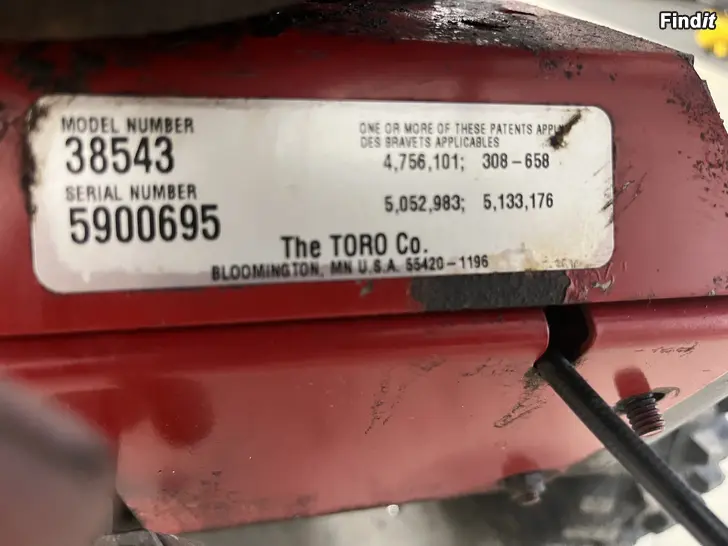 Findit
MODEL NUMBER
38543
SERIAL NUMBER
5900695
ONE OR MORE OF THESE PATENTS
DES BRAVETS APPLICABLES
4,756,101; 308-658
5,052,983; 5,133,176
The TORO Co.
BLOOMINGTON, MN U.S.A. 55420-1196